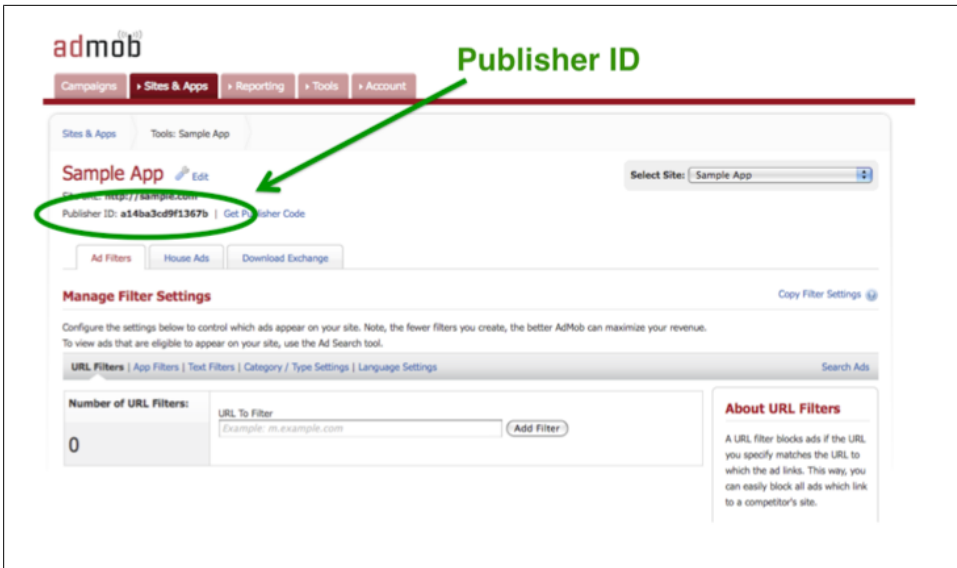 admob
Publisher ID
Campaigns Sites & Apps Reporting Tools Account
Sites & Apps Tools: Sample App
Sample App Edit
Select Site: Sample App
http://sample.com
Publisher ID: a14ba3cd9f1367b | Get Publisher Code
Ad Filters House Ads Download Exchange
Manage Filter Settings
Copy Filter Settings
Configure the settings below to control which ads appear on your site. Note, the fewer filters you create, the better AdMob can maximize your revenue.
To view ads that are eligible to appear on your site, use the Ad Search tool.
URL Filters | App Filters | Text Filters | Category / Type Settings | Language Settings Search Ads
Number of URL Filters:
0
URL To Filter
Example: m.example.com Add Filter
About URL Filters
A URL filter blocks ads if the URL
you specify matches the URL to
which the ad links. This way, you
can easily block all ads which link
to a competitor's site.